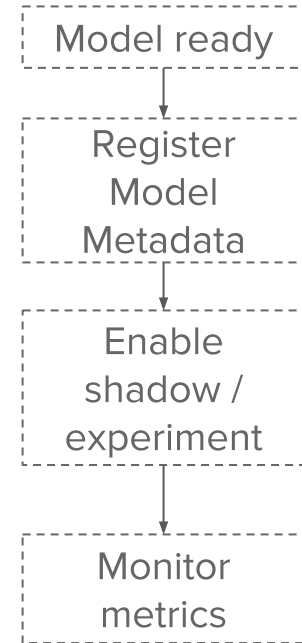 Model ready
Register
Model
Metadata
Enable
shadow /
experiment
Monitor
metrics